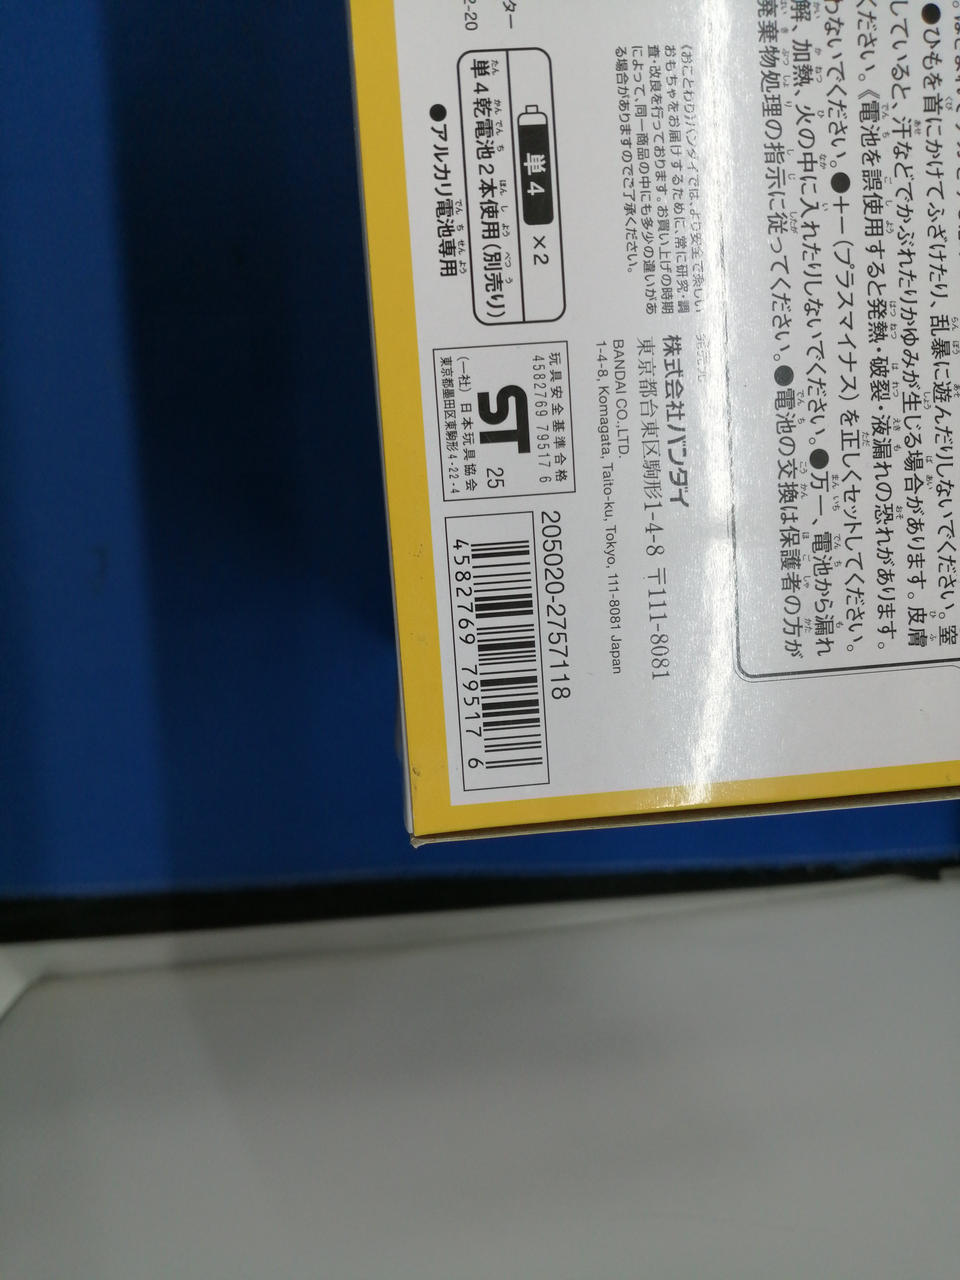 ●ひもを首にかけてふざけたり、乱暴に遊んだりしないでください。窒
していると、汗などでかぶれたりかゆみが生じる場合があります。皮膚
ください。《電池を誤使用すると発熱・破裂・液漏れの恐れがあります。
わないでください。●+−(プラスマイナス)を正しくセットしてください。
解、加熱、火の中に入れたりしないでください。●万一、電池から漏れ
廃棄物処理の指示に従ってください。●電池の交換は保護者の方が
〈おことわり〉バンダイでは、より安全で楽しい
おもちゃをお届けするために、常に研究・調
査・改良を行っております。お買い上げの時期
によって、同一商品の中にも多少の違いがあ
る場合がありますのでご了承ください。
発売元
株式会社バンダイ
東京都台東区駒形1-4-8 〒111-8081
BANDAI CO.,LTD.
1-4-8, Komagata, Taito-ku, Tokyo, 111-8081 Japan
ター
2-20
単4 ×2
単4乾電池2本使用(別売り)
●アルカリ電池専用
玩具安全基準合格
4582769 79517 6
ST 25
(一社)日本玩具協会
東京都墨田区東駒形4-22-4
205020-2757118
4 582769 795176